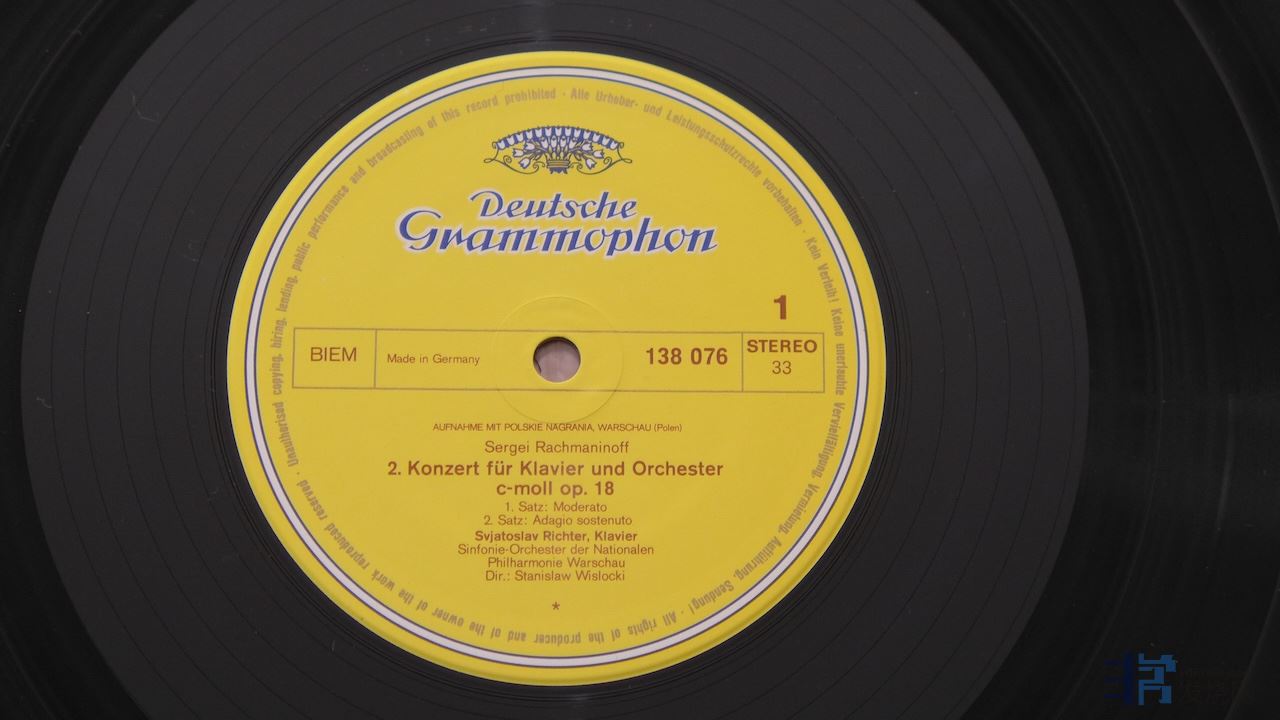 Unauthorised copying, hiring, lending, public performance and broadcasting of this record prohibited · Alle Urheber- und Leistungsschutzrechte vorbehalten · Kein Verleih! Keine unerlaubte Vervielfältigung, Vermietung, Aufführung, Sendung! · All rights of the producer and of the owner of the work reproduced reserved ·
Deutsche
Grammophon
1
BIEM
Made in Germany
138 076
STEREO
33
AUFNAHME MIT POLSKIE NAGRANIA, WARSCHAU (Polen)
Sergei Rachmaninoff
2. Konzert für Klavier und Orchester
c-moll op. 18
1. Satz: Moderato
2. Satz: Adagio sostenuto
Svjatoslav Richter, Klavier
Sinfonie-Orchester der Nationalen
Philharmonie Warschau
Dir.: Stanislaw Wislocki
*